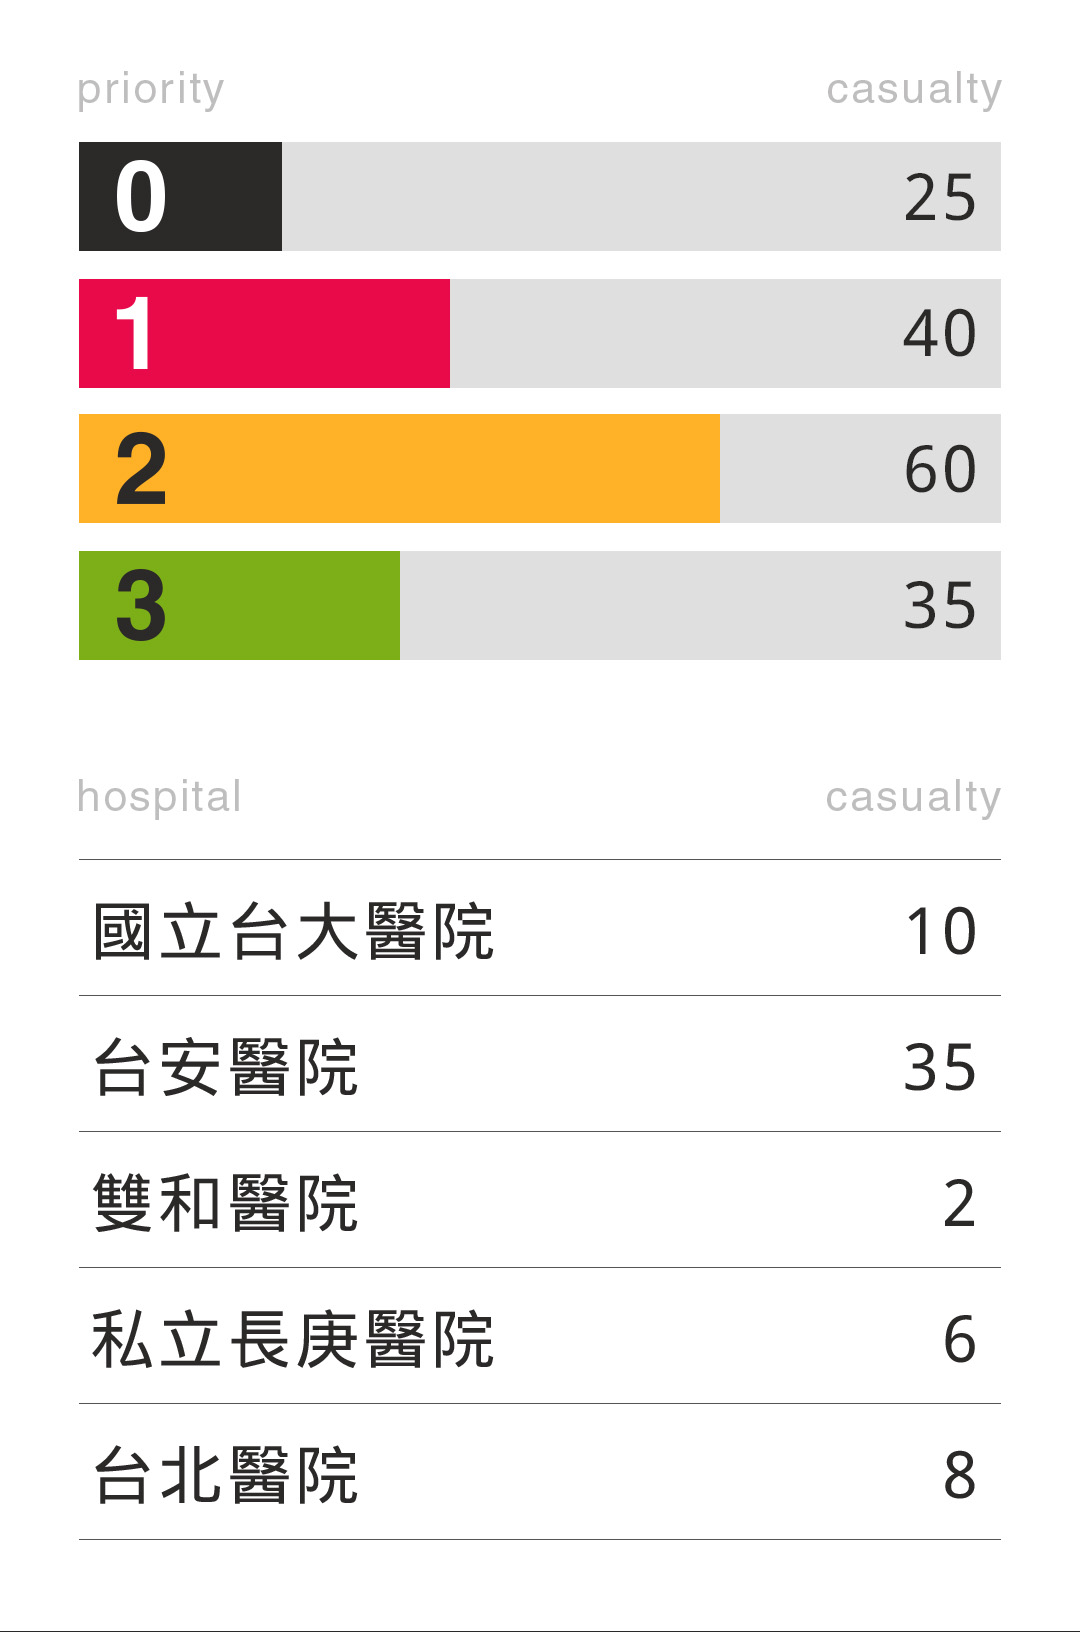 priority casualty
0 25
1 40
2 60
3 35
hospital casualty
國立台大醫院 10
台安醫院 35
雙和醫院 2
私立長庚醫院 6
台北醫院 8